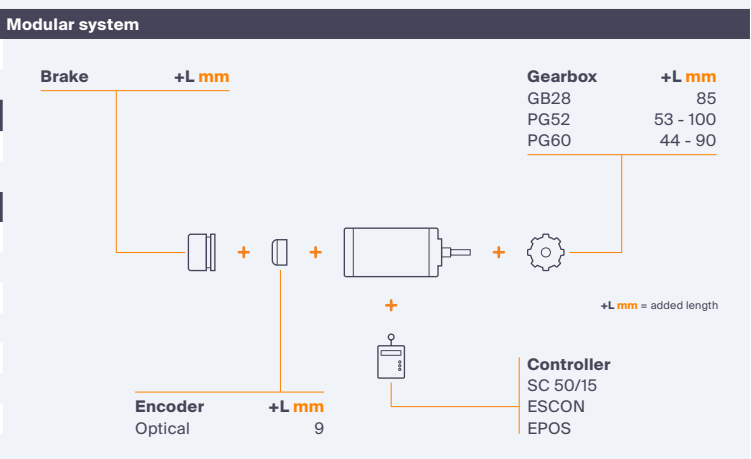 Modular system
Brake +L mm
Gearbox +L mm
GB28 85
PG52 53 - 100
PG60 44 - 90
+L mm = added length
Controller
SC 50/15
ESCON
EPOS
Encoder +L mm
Optical 9